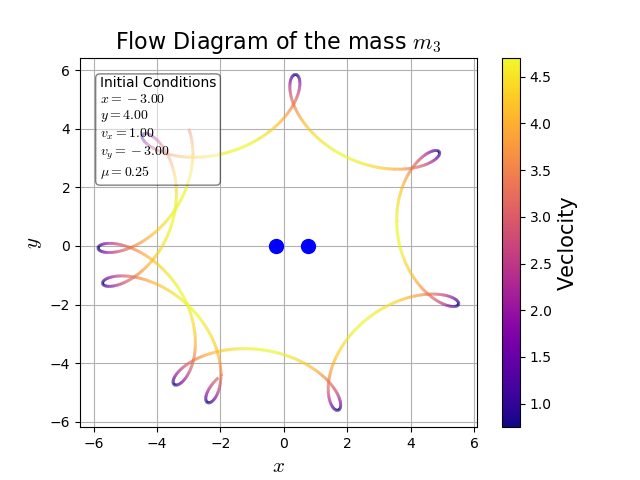 Flow Diagram of the mass m₃
Initial Conditions
x = −3.00
y = 4.00
vₓ = 1.00
v_y = −3.00
μ = 0.25
6
4
2
0
−2
−4
−6
y
−6
−4
−2
0
2
4
6
x
4.5
4.0
3.5
3.0
2.5
2.0
1.5
1.0
Veclocity